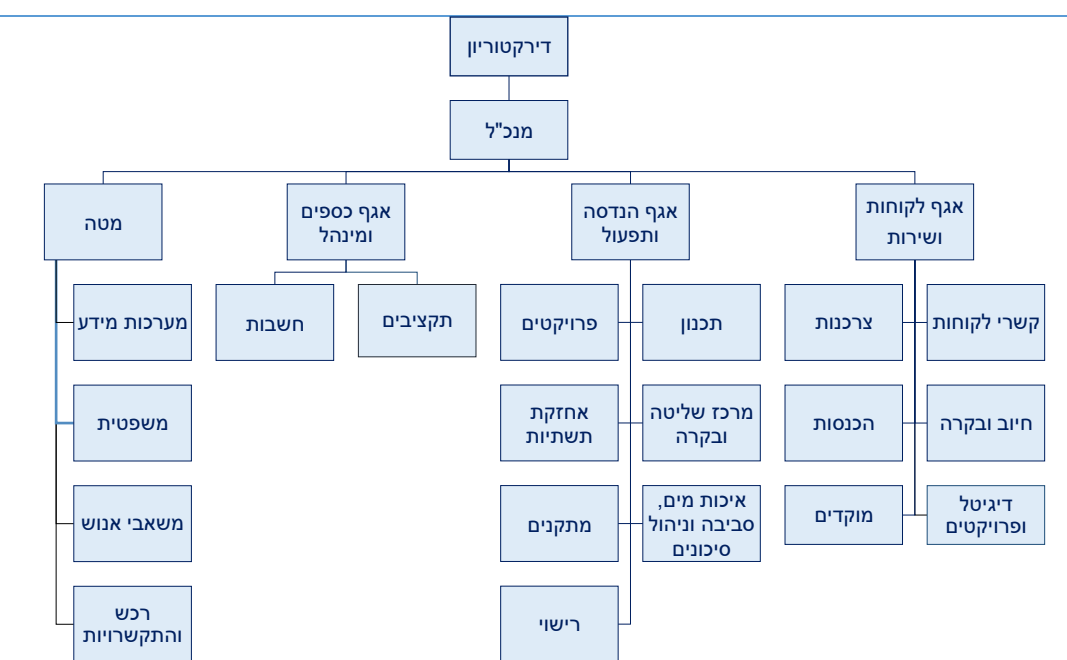 דירקטוריון
מנכ"ל
אגף לקוחות
ושירות
אגף הנדסה
ותפעול
אגף כספים
ומינהל
מטה
קשרי לקוחות
צרכנות
תכנון
פרויקטים
תקציבים
חשבות
מערכות מידע
חיוב ובקרה
הכנסות
מרכז שליטה
ובקרה
אחזקת
תשתיות
משפטית
דיגיטל
ופרויקטים
מוקדים
איכות מים,
סביבה וניהול
סיכונים
מתקנים
משאבי אנוש
רישוי
רכש
והתקשרויות